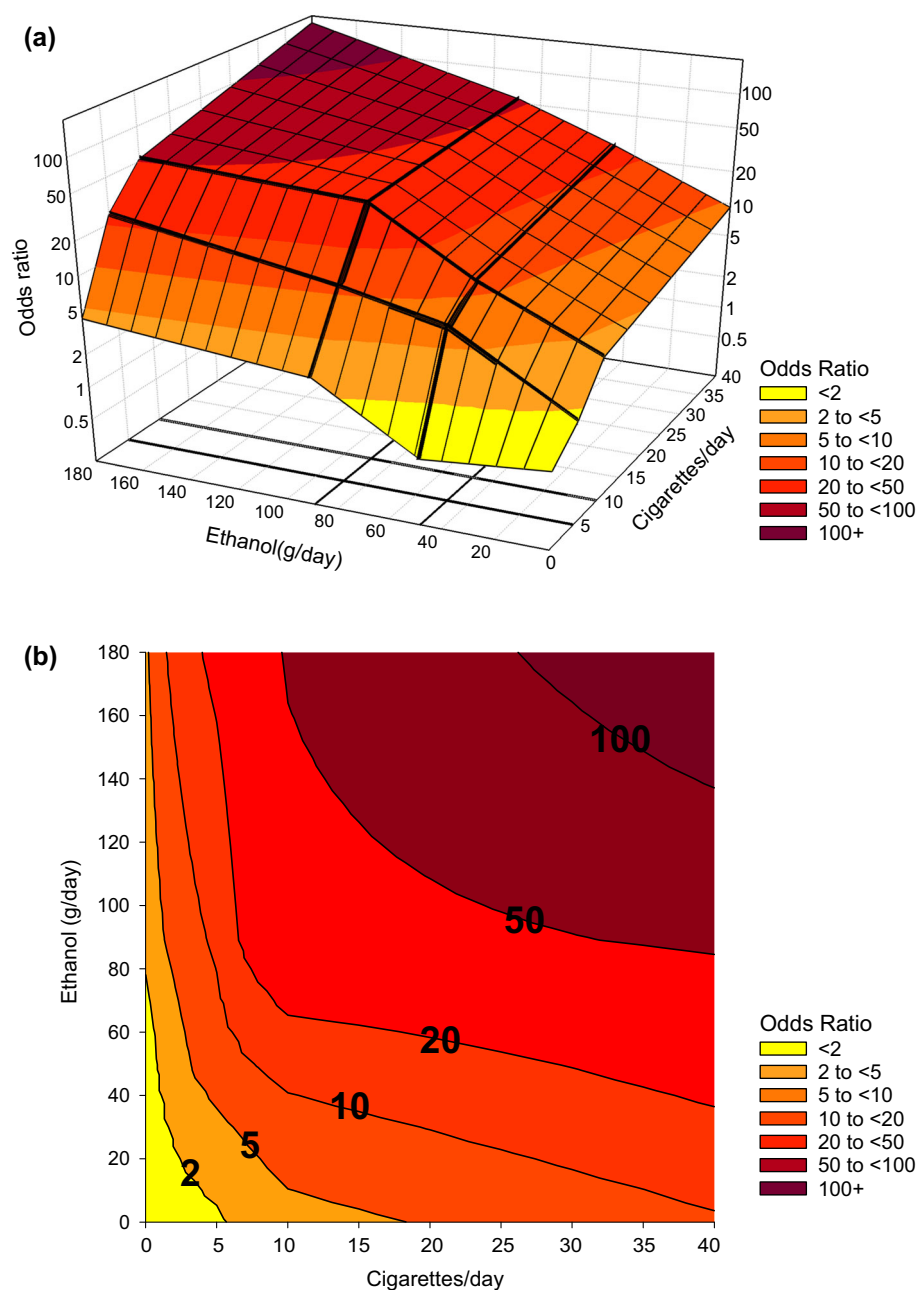 (a)
100
50
20
10
5
2
1
0.5
Odds ratio
100
50
20
10
5
2
1
0.5
180
160
140
120
100
80
60
40
20
0
Ethanol(g/day)
5
10
15
20
25
30
35
40
Cigarettes/day
Odds Ratio
<2
2 to <5
5 to <10
10 to <20
20 to <50
50 to <100
100+
(b)
180
160
140
120
100
80
60
40
20
0
Ethanol (g/day)
100
50
20
10
5
2
0 5 10 15 20 25 30 35 40
Cigarettes/day
Odds Ratio
<2
2 to <5
5 to <10
10 to <20
20 to <50
50 to <100
100+